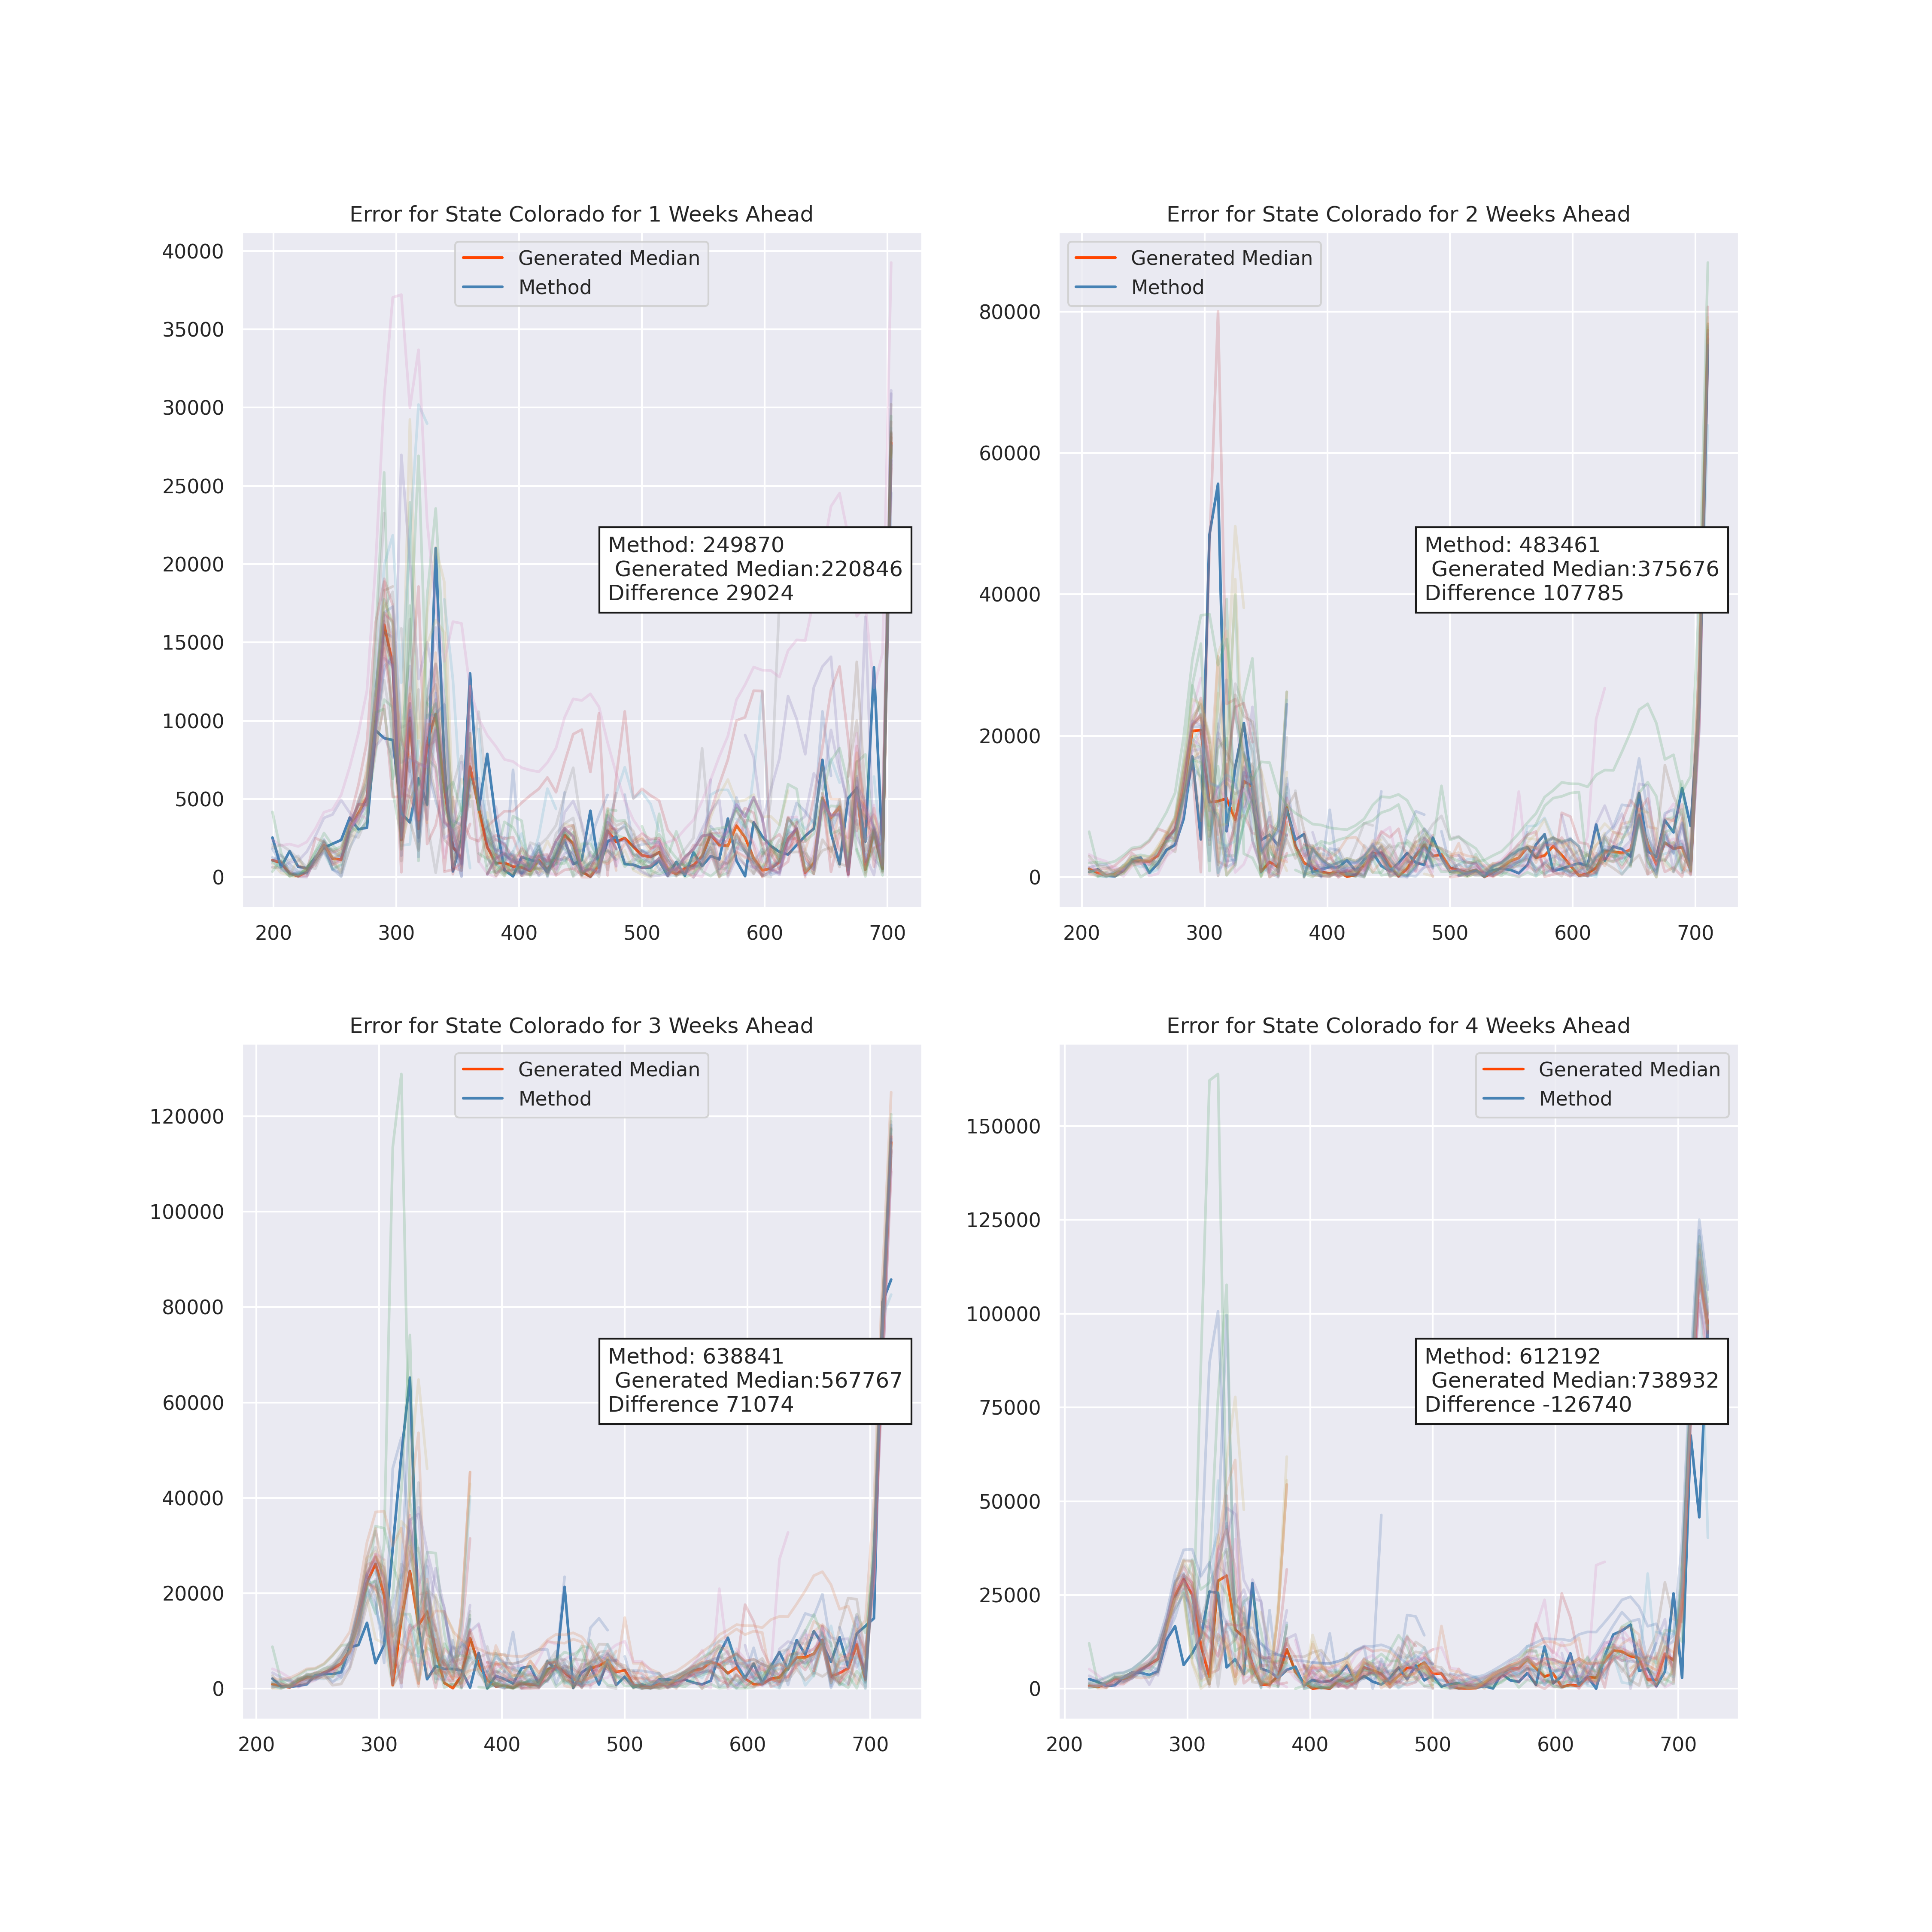 Error for State Colorado for 1 Weeks Ahead
40000
35000
30000
25000
20000
15000
10000
5000
0
200 300 400 500 600 700
Generated Median
Method
Method: 249870
Generated Median:220846
Difference 29024
Error for State Colorado for 2 Weeks Ahead
80000
60000
40000
20000
0
200 300 400 500 600 700
Generated Median
Method
Method: 483461
Generated Median:375676
Difference 107785
Error for State Colorado for 3 Weeks Ahead
120000
100000
80000
60000
40000
20000
0
200 300 400 500 600 700
Generated Median
Method
Method: 638841
Generated Median:567767
Difference 71074
Error for State Colorado for 4 Weeks Ahead
150000
125000
100000
75000
50000
25000
0
200 300 400 500 600 700
Generated Median
Method
Method: 612192
Generated Median:738932
Difference -126740